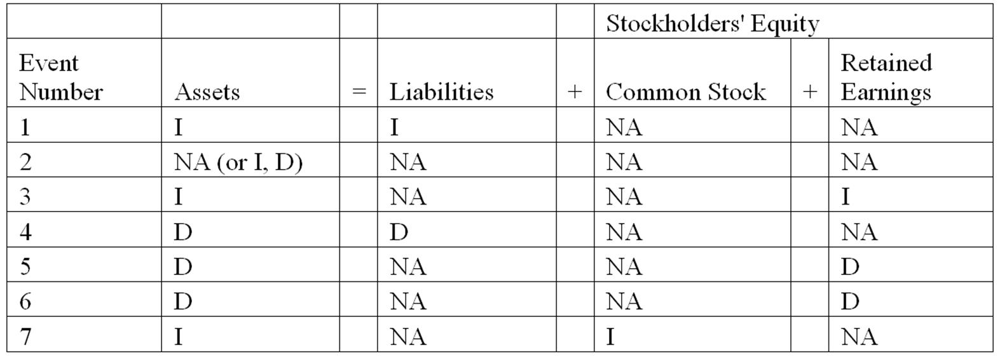 Stockholders' Equity
Event Number Assets = Liabilities + Common Stock + Retained Earnings
1 I I NA NA
2 NA (or I, D) NA NA NA
3 I NA NA I
4 D D NA NA
5 D NA NA D
6 D NA NA D
7 I NA I NA